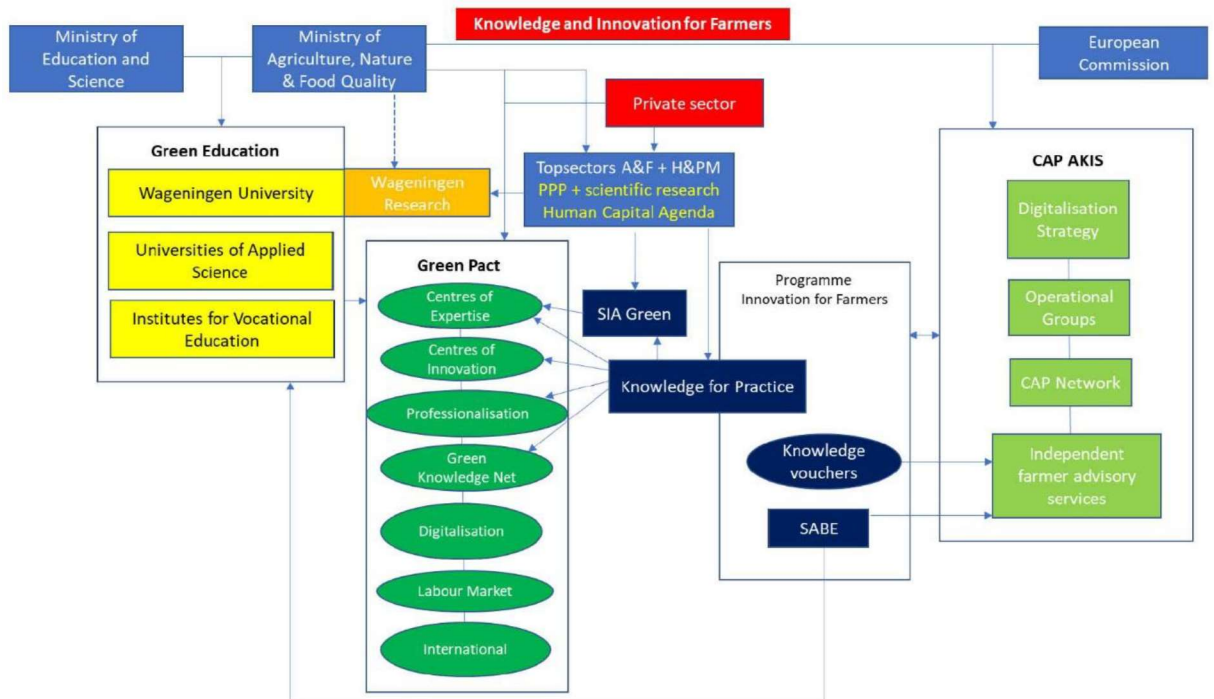 Knowledge and Innovation for Farmers
Ministry of
Education and
Science
Ministry of
Agriculture, Nature
& Food Quality
European
Commission
Private sector
Green Education
Wageningen University
Wageningen
Research
Universities of Applied
Science
Institutes for Vocational
Education
Topsectors A&F + H&PM
PPP + scientific research
Human Capital Agenda
Green Pact
Centres of
Expertise
Centres of
Innovation
Professionalisation
Green
Knowledge Net
Digitalisation
Labour Market
International
SIA Green
Knowledge for Practice
Programme
Innovation for Farmers
Knowledge
vouchers
SABE
CAP AKIS
Digitalisation
Strategy
Operational
Groups
CAP Network
Independent
farmer advisory
services